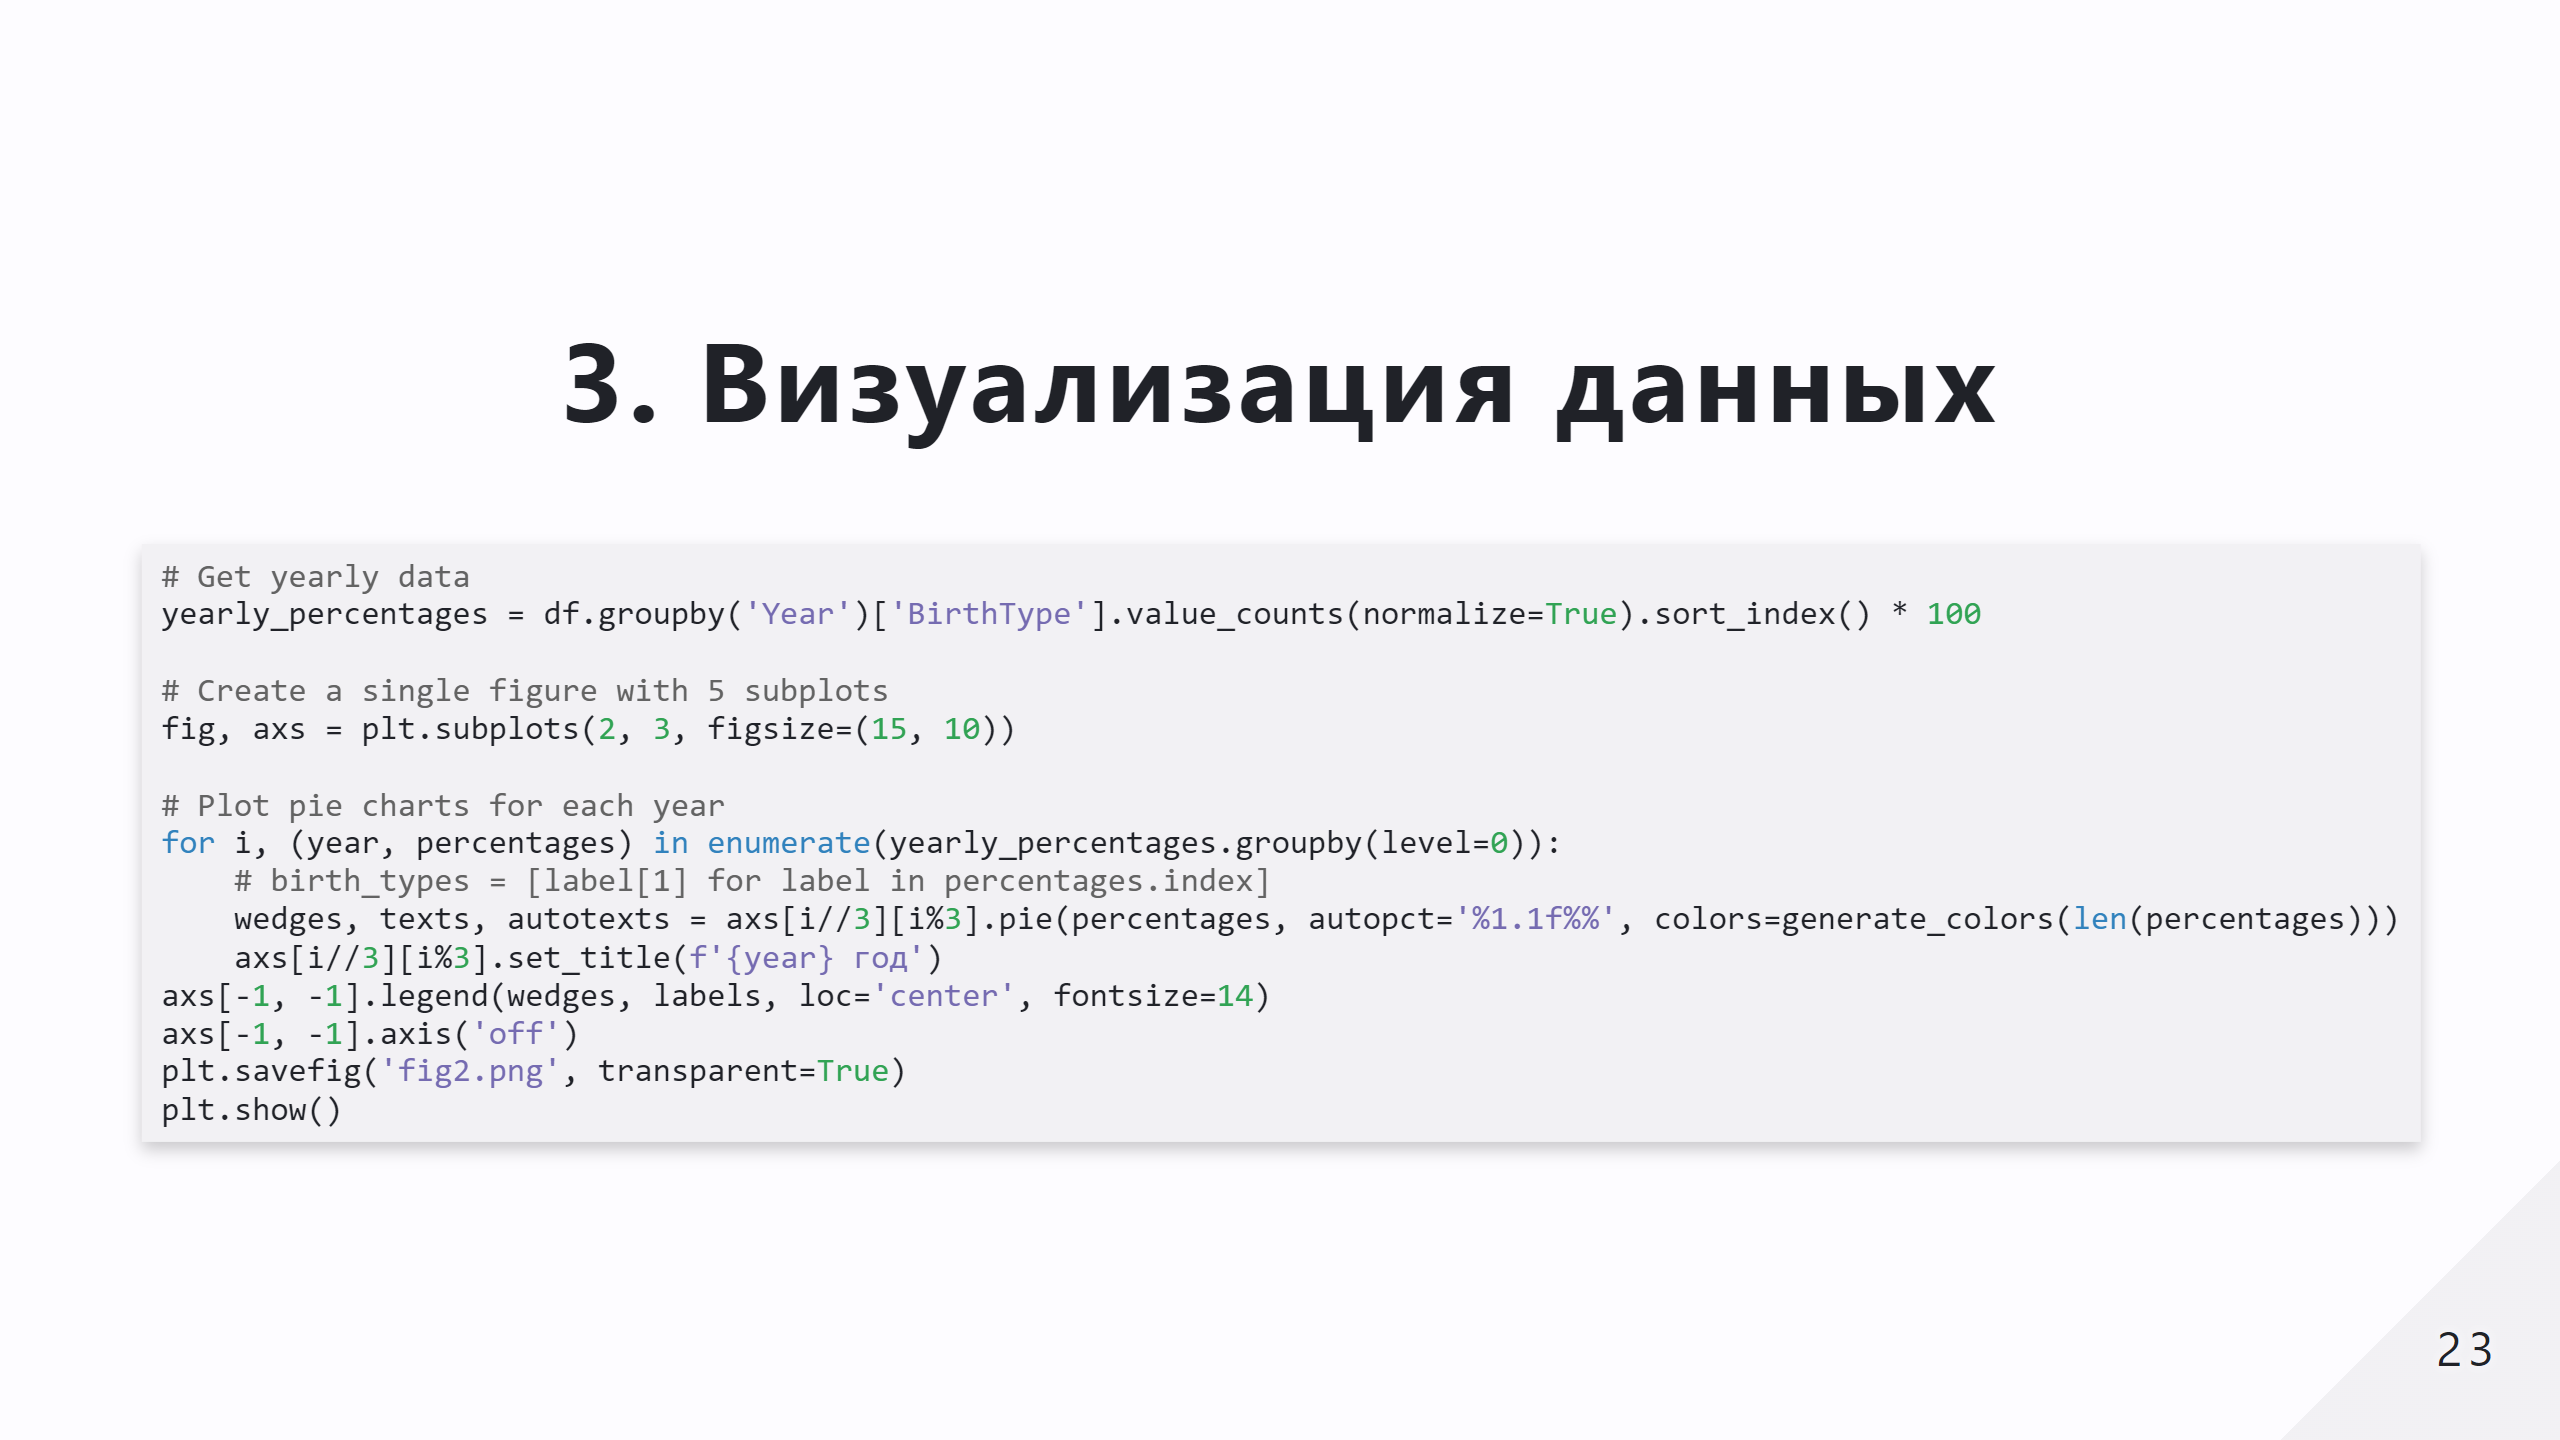 3. Визуализация данных
# Get yearly data
yearly_percentages = df.groupby('Year')['BirthType'].value_counts(normalize=True).sort_index() * 100
# Create a single figure with 5 subplots
fig, axs = plt.subplots(2, 3, figsize=(15, 10))
# Plot pie charts for each year
for i, (year, percentages) in enumerate(yearly_percentages.groupby(level=0)):
    # birth_types = [label[1] for label in percentages.index]
    wedges, texts, autotexts = axs[i//3][i%3].pie(percentages, autopct='%1.1f%%', colors=generate_colors(len(percentages)))
    axs[i//3][i%3].set_title(f'{year} год')
axs[-1, -1].legend(wedges, labels, loc='center', fontsize=14)
axs[-1, -1].axis('off')
plt.savefig('fig2.png', transparent=True)
plt.show()
23